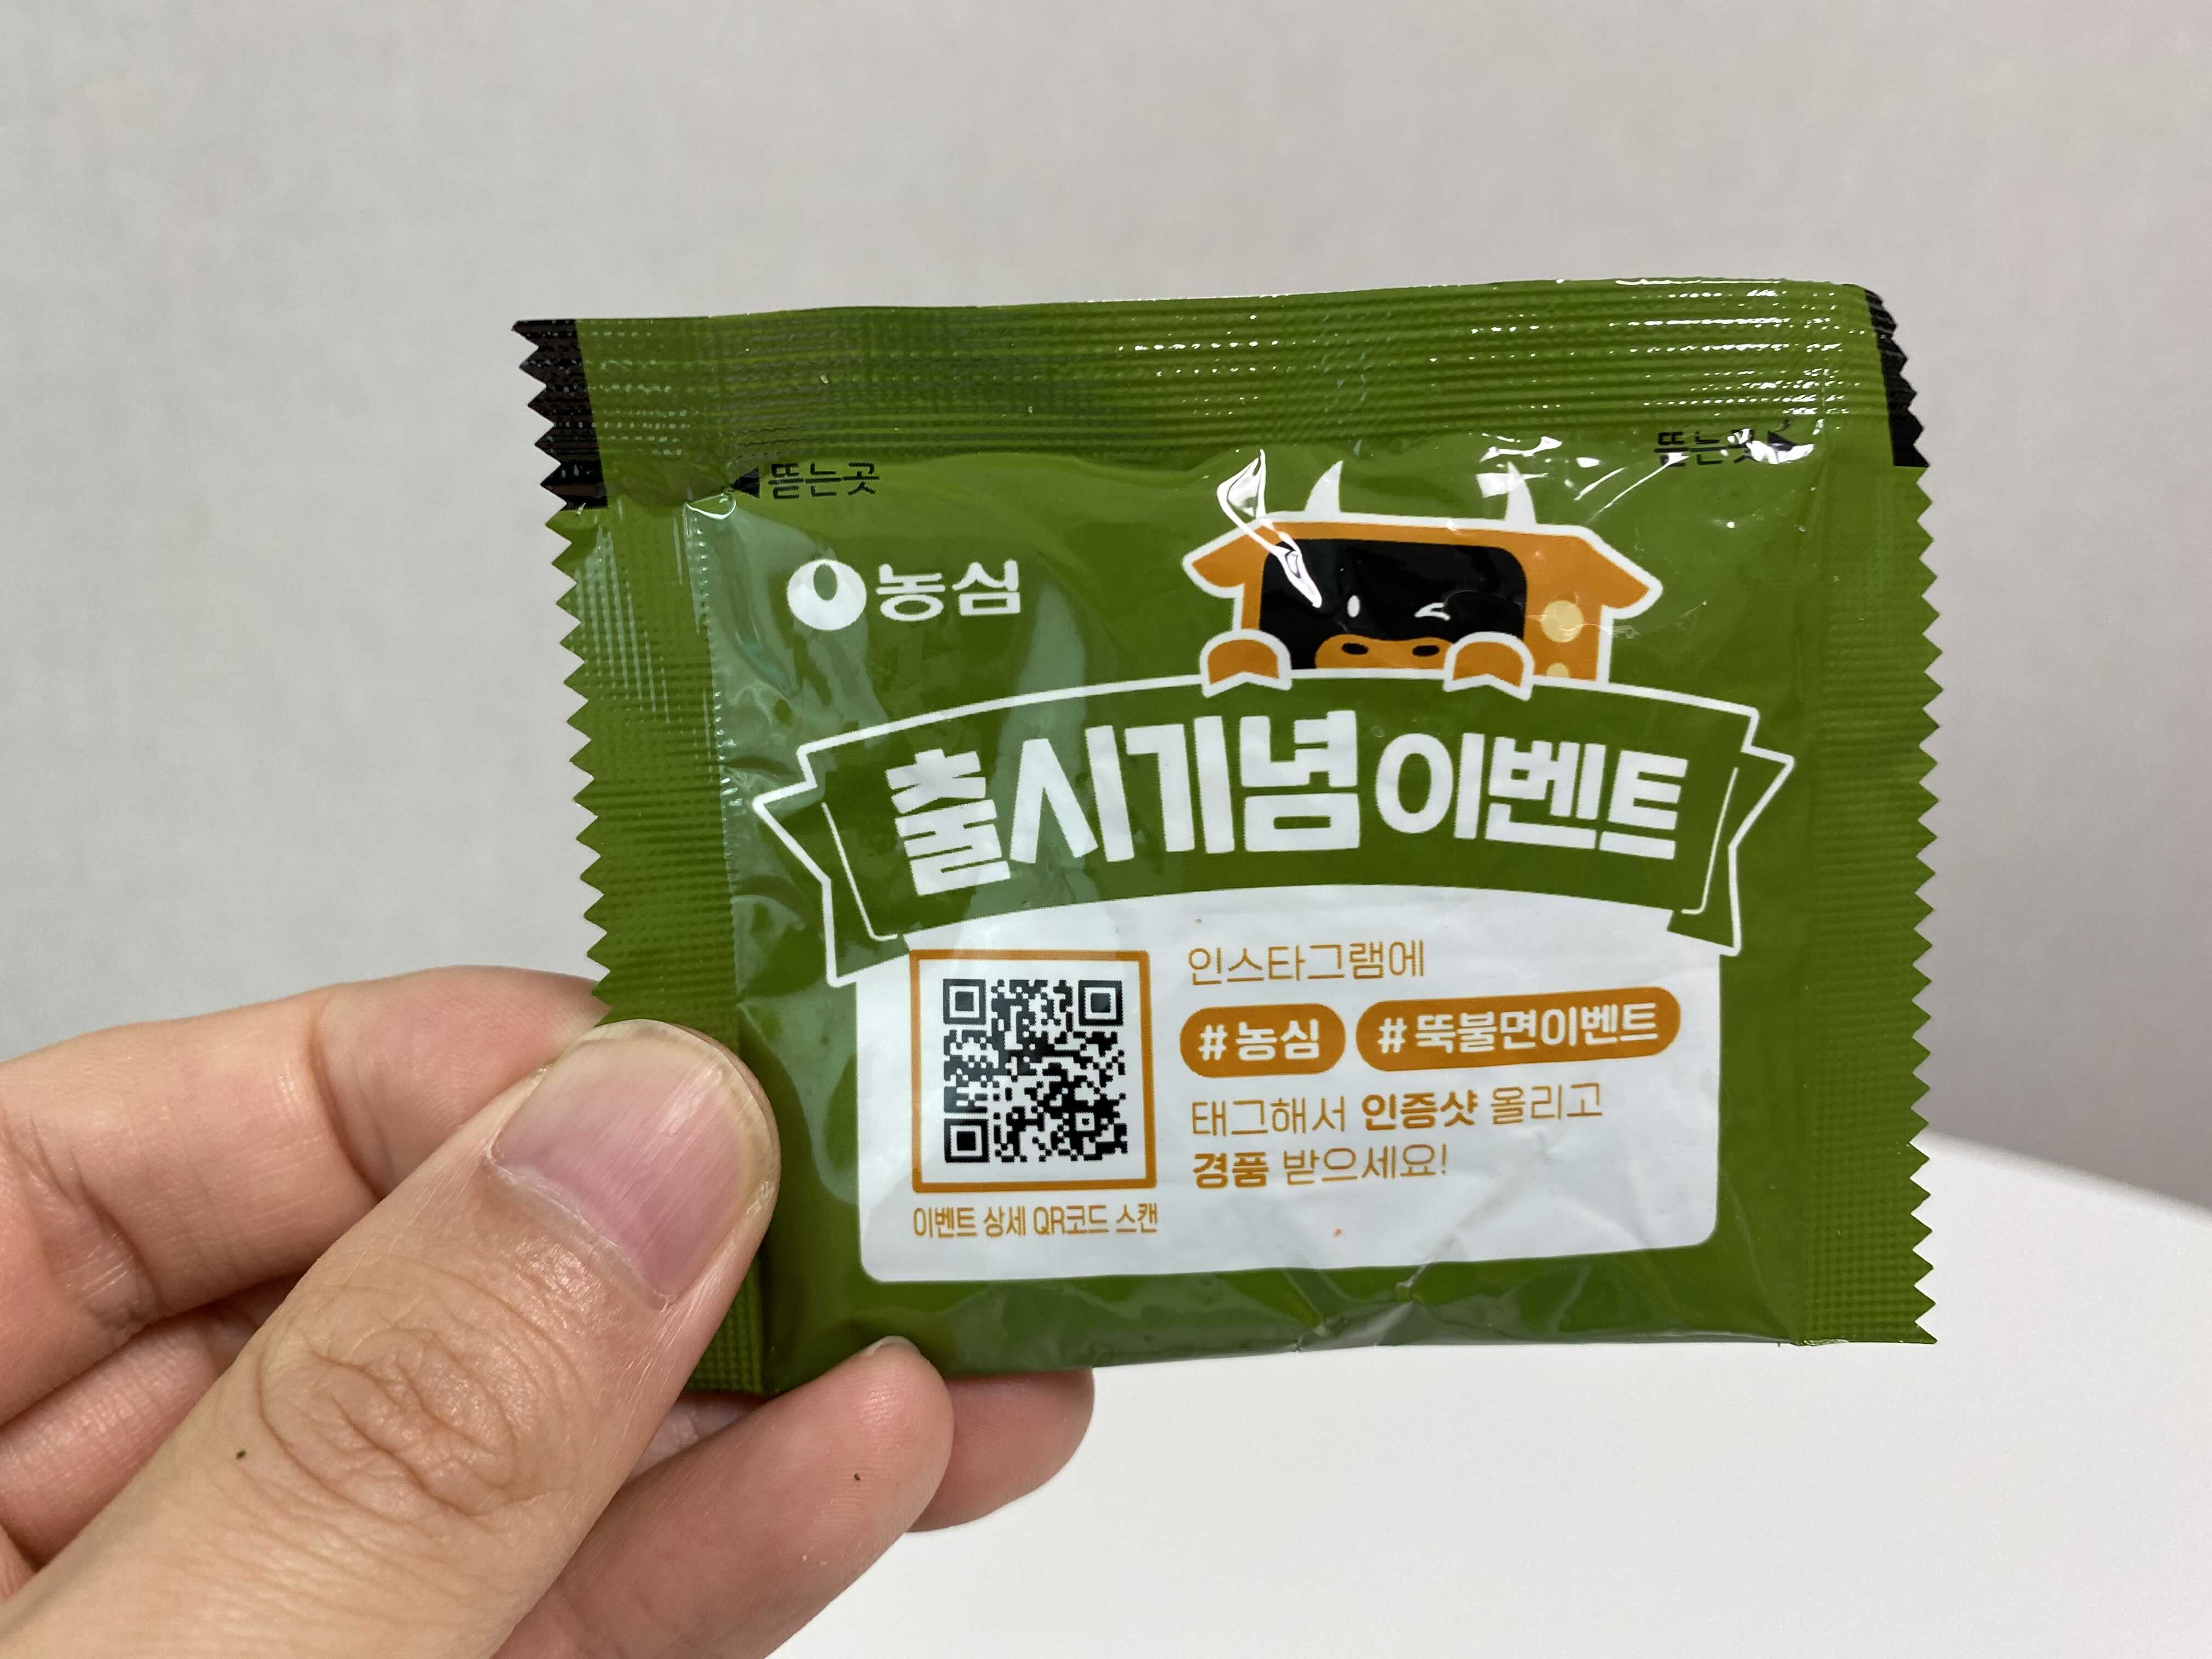 뜯는곳
뜯는곳
농심
출시기념 이벤트
인스타그램에
#농심 #뚝불면이벤트
태그해서 인증샷 올리고
경품 받으세요!
이벤트 상세 QR코드 스캔